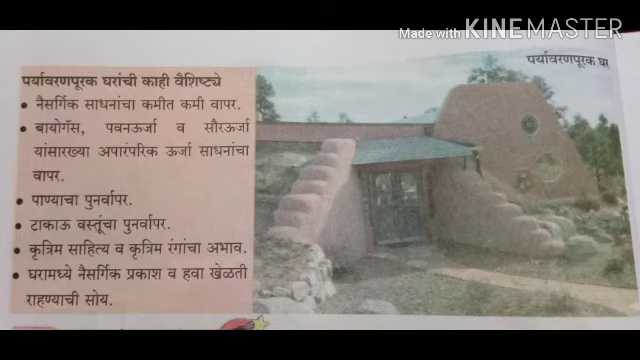 Made with KINEMASTER
पर्यावरणपूरक घर
पर्यावरणपूरक घरांची काही वैशिष्ट्ये
• नैसर्गिक साधनांचा कमीत कमी वापर.
• बायोगॅस, पवनऊर्जा व सौरऊर्जा
यांसारख्या अपारंपरिक ऊर्जा साधनांचा
वापर.
• पाण्याचा पुनर्वापर.
• टाकाऊ वस्तूंचा पुनर्वापर.
• कृत्रिम साहित्य व कृत्रिम रंगांचा अभाव.
• घरामध्ये नैसर्गिक प्रकाश व हवा खेळती
राहण्याची सोय.